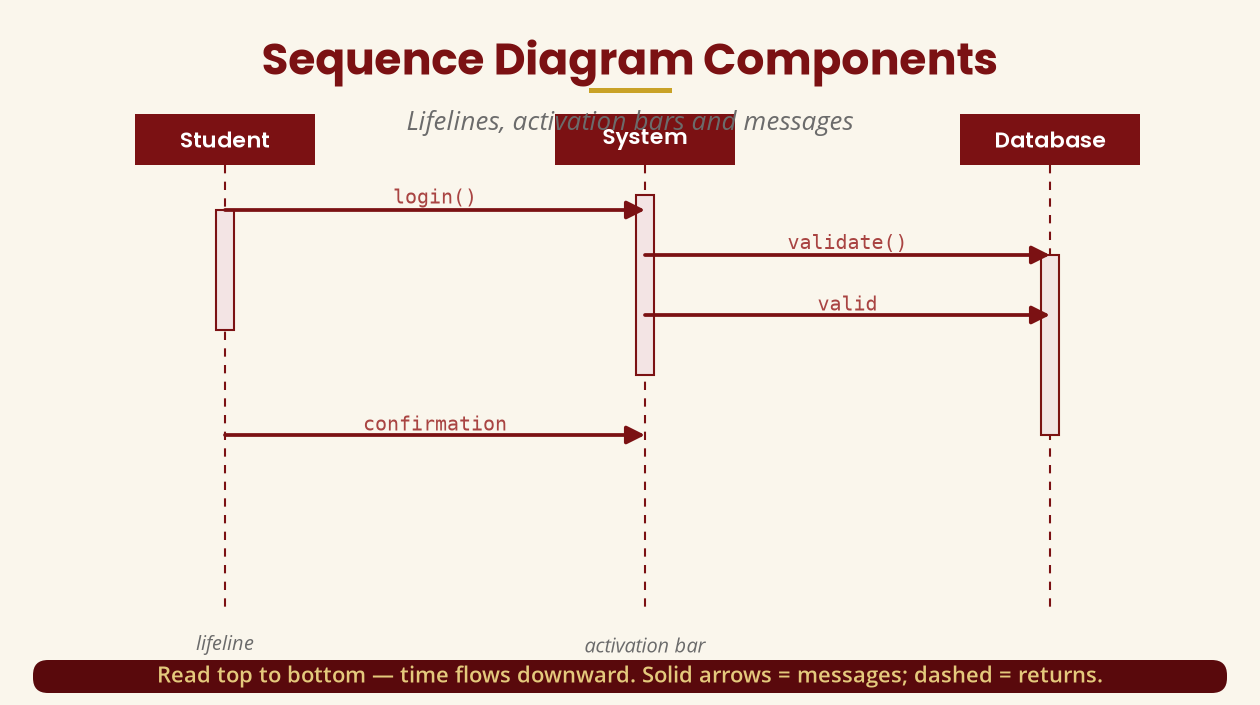 Sequence Diagram Components
Lifelines, activation bars and messages
Student
System
Database
login()
validate()
valid
confirmation
lifeline
activation bar
Read top to bottom — time flows downward. Solid arrows = messages; dashed = returns.